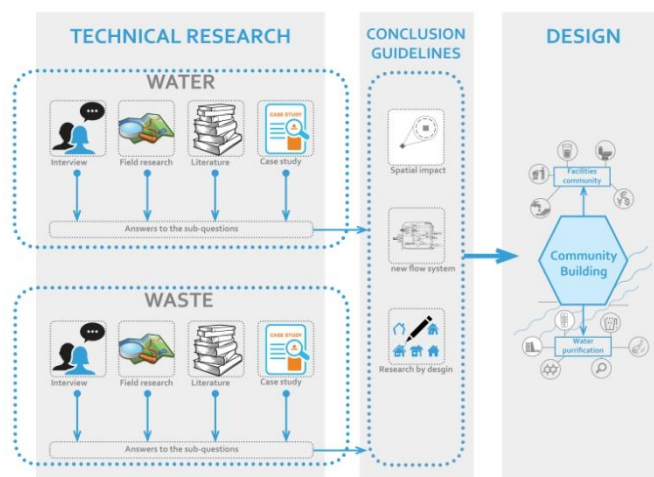 TECHNICAL RESEARCH
WATER
CASE STUDY
Interview
Field research
Literature
Case study
Answers to the sub-questions
WASTE
CASE STUDY
Interview
Field research
Literature
Case study
Answers to the sub-questions
CONCLUSION
GUIDELINES
Spatial impact
new flow system
Research by desgin
DESIGN
Facilities
community
Community
Building
Water
purrification